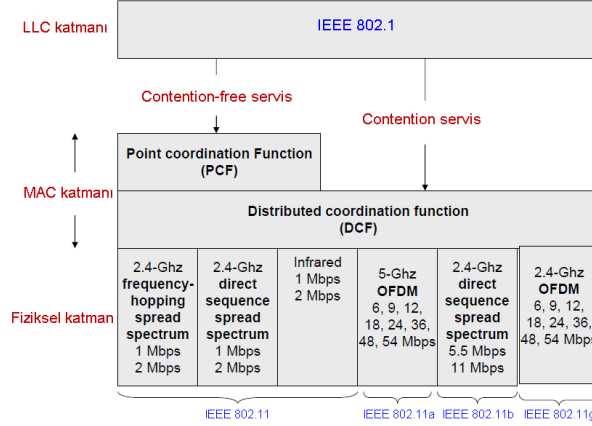 LLC katmanı
IEEE 802.1
Contention-free servis
Contention servis
Point coordination Function
(PCF)
MAC katmanı
Distributed coordination function
(DCF)
Fiziksel katman
2.4-Ghz
frequency-
hopping
spread
spectrum
1 Mbps
2 Mbps
2.4-Ghz
direct
sequence
spread
spectrum
1 Mbps
2 Mbps
Infrared
1 Mbps
2 Mbps
5-Ghz
OFDM
6, 9, 12,
18, 24, 36,
48, 54 Mbps
2.4-Ghz
direct
sequence
spread
spectrum
5.5 Mbps
11 Mbps
2.4-Ghz
OFDM
6, 9, 12,
18, 24, 36,
48, 54 Mbps
IEEE 802.11
IEEE 802.11a
IEEE 802.11b
IEEE 802.11g